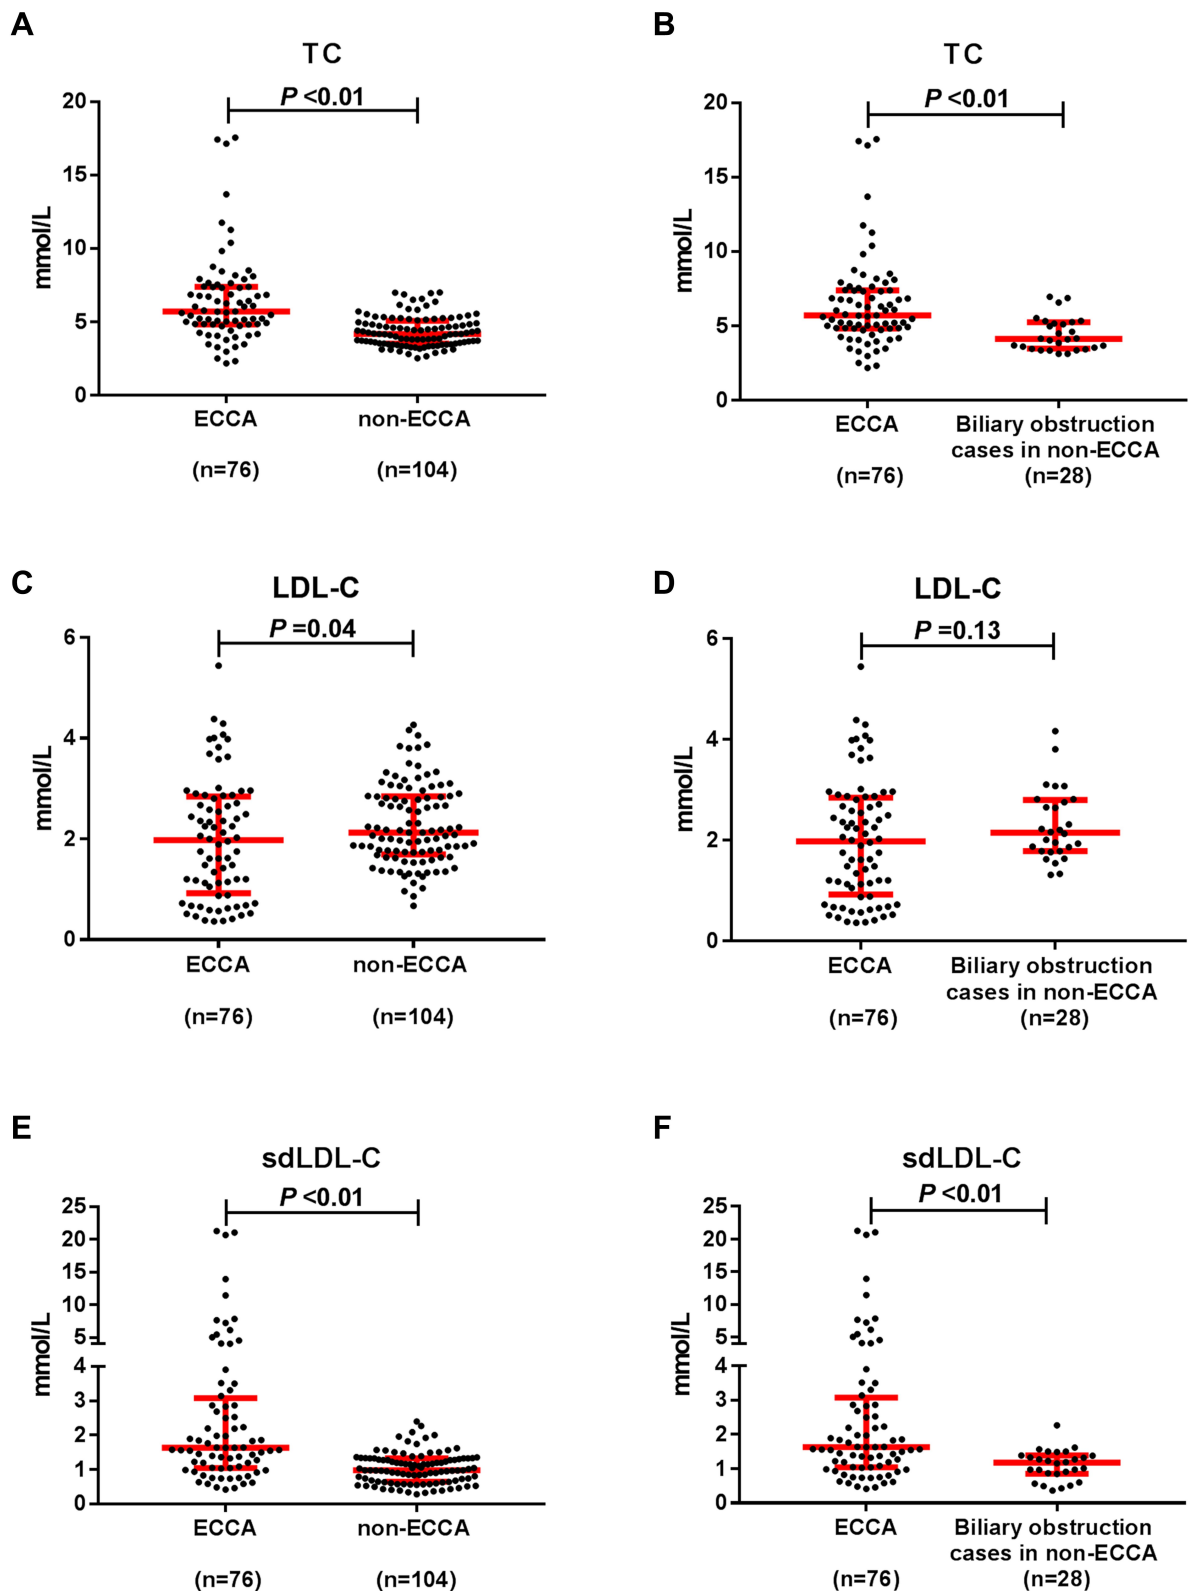 A
TC
P <0.01
20
15
10
5
0
mmol/L
ECCA
non-ECCA
(n=76)
(n=104)
B
TC
P <0.01
20
15
10
5
0
mmol/L
ECCA
Biliary obstruction
cases in non-ECCA
(n=76)
(n=28)
C
LDL-C
P =0.04
6
4
2
0
mmol/L
ECCA
non-ECCA
(n=76)
(n=104)
D
LDL-C
P =0.13
6
4
2
0
mmol/L
ECCA
Biliary obstruction
cases in non-ECCA
(n=76)
(n=28)
E
sdLDL-C
P <0.01
25
20
15
10
5
4
3
2
1
0
mmol/L
ECCA
non-ECCA
(n=76)
(n=104)
F
sdLDL-C
P <0.01
25
20
15
10
5
4
3
2
1
0
mmol/L
ECCA
Biliary obstruction
cases in non-ECCA
(n=76)
(n=28)